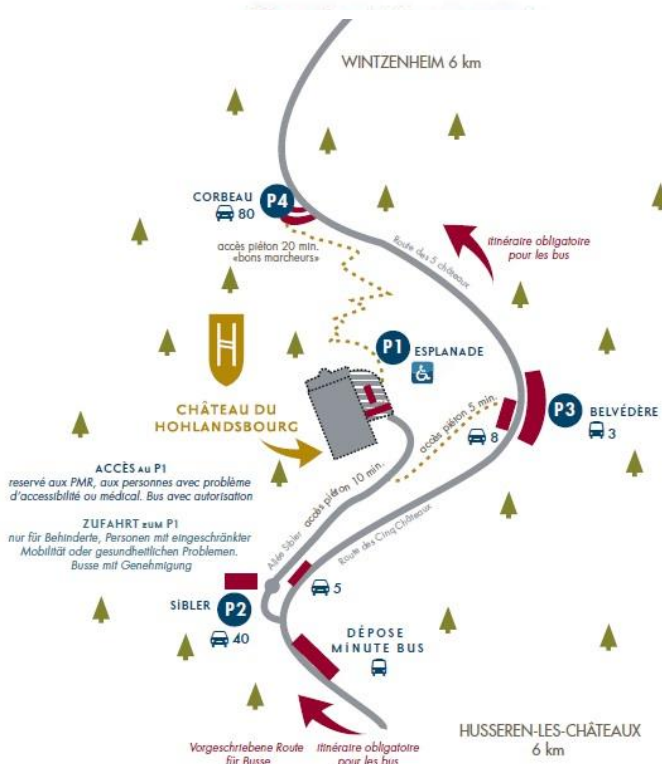 WINTZENHEIM 6 km
CORBEAU
P4
80
accès piéton 20 min.
«bons marcheurs»
Route des 5 châteaux
itinéraire obligatoire
pour les bus
P1
ESPLANADE
H
CHÂTEAU DU
HOHLANDSBOURG
accès piéton 5 min.
8
P3
BELVÉDÈRE
3
ACCÈS AU P1
reservé aux PMR, aux personnes avec problème
d'accessibilité ou médical. Bus avec autorisation
ZUFAHRT ZUM P1
nur für Behinderte, Personen mit eingeschränkter
Mobilität oder gesundheitlichen Problemen.
Busse mit Genehmigung
Allée Sibler
accès piéton 10 min.
Route des Cinq Châteaux
5
SIBLER
P2
40
DÉPOSE
MINUTE BUS
Vorgeschriebene Route
für Busse
itinéraire obligatoire
pour les bus
HUSSEREN-LES-CHÂTEAUX
6 km